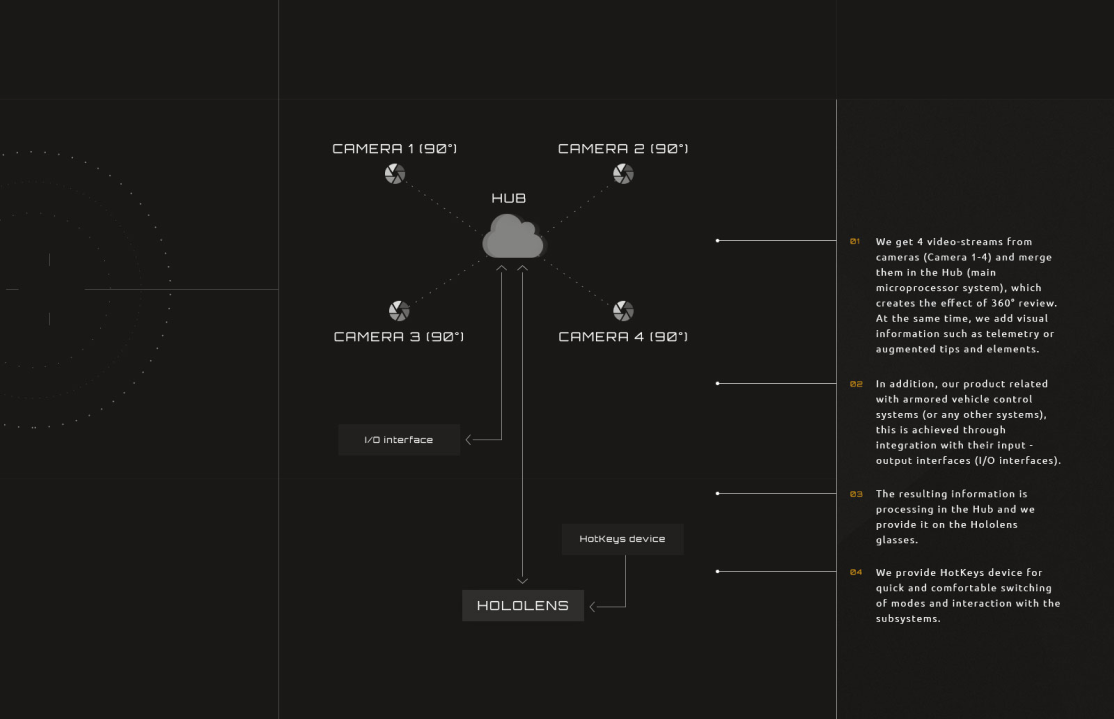 CAMERA 1 (90°)
CAMERA 2 (90°)
HUB
CAMERA 3 (90°)
CAMERA 4 (90°)
I/O interface
HotKeys device
HOLOLENS
01
We get 4 video-streams from
cameras (Camera 1-4) and merge
them in the Hub (main
microprocessor system), which
creates the effect of 360° review.
At the same time, we add visual
information such as telemetry or
augmented tips and elements.
02
In addition, our product related
with armored vehicle control
systems (or any other systems),
this is achieved through
integration with their input -
output interfaces (I/O interfaces).
03
The resulting information is
processing in the Hub and we
provide it on the Hololens
glasses.
04
We provide HotKeys device for
quick and comfortable switching
of modes and interaction with the
subsystems.